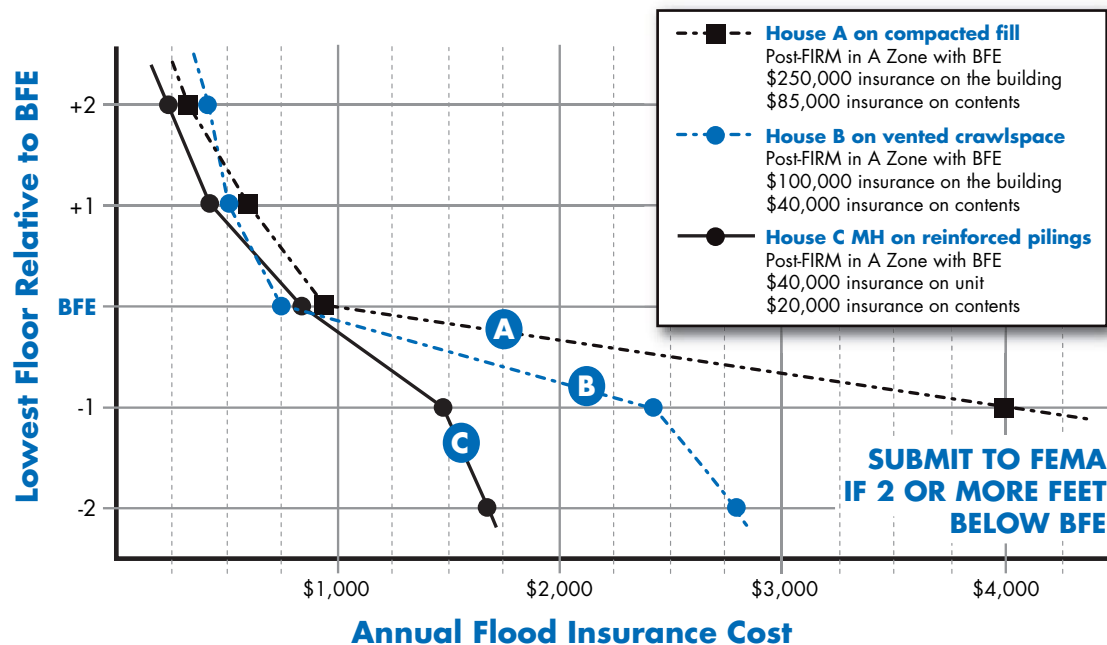 House A on compacted fill
Post-FIRM in A Zone with BFE
$250,000 insurance on the building
$85,000 insurance on contents
House B on vented crawlspace
Post-FIRM in A Zone with BFE
$100,000 insurance on the building
$40,000 insurance on contents
House C MH on reinforced pilings
Post-FIRM in A Zone with BFE
$40,000 insurance on unit
$20,000 insurance on contents
Lowest Floor Relative to BFE
+2
+1
BFE
-1
-2
A
B
C
SUBMIT TO FEMA
IF 2 OR MORE FEET
BELOW BFE
$1,000
$2,000
$3,000
$4,000
Annual Flood Insurance Cost